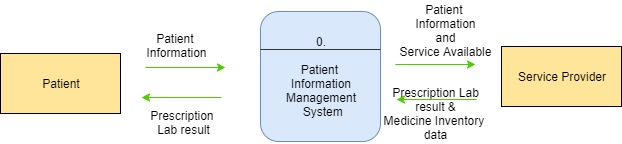 Patient
Patient
Information
Prescription
Lab result
0.
Patient
Information
Management
System
Patient
Information
and
Service Available
Prescription Lab
result &
Medicine Inventory
data
Service Provider